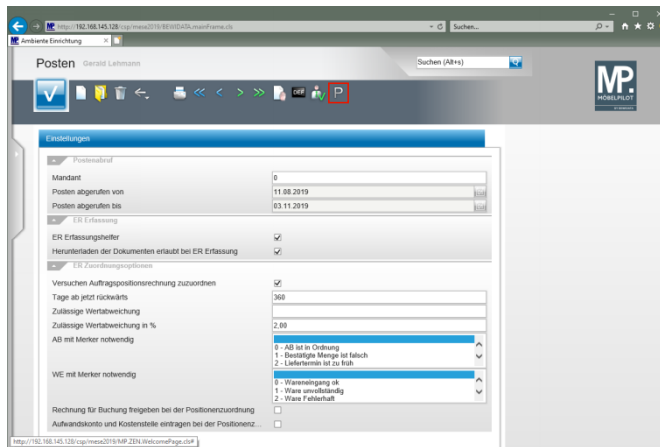 http://192.168.145.128/csp/mese2019/BEWIDATA.mainFrame.cls
Suchen...
Ambiente Einrichtung
Posten Gerald Lehmann
Suchen (Alt+s)
MP.
MÖBELPILOT
P
Einstellungen
Postenabruf
Mandant 0
Posten abgerufen von 11.08.2019
Posten abgerufen bis 03.11.2019
ER Erfassung
ER Erfassungshelfer
Herunterladen der Dokumenten erlaubt bei ER Erfassung
ER Zuordnungsoptionen
Versuchen Auftragspositionsrechnung zuzuordnen
Tage ab jetzt rückwärts 360
Zulässige Wertabweichung
Zulässige Wertabweichung in % 2,00
AB mit Merker notwendig
0 - AB ist in Ordnung
1 - Bestätigte Menge ist falsch
2 - Liefertermin ist zu früh
WE mit Merker notwendig
0 - Wareneingang ok
1 - Ware unvollständig
2 - Ware Fehlerhaft
Rechnung für Buchung freigeben bei der Positionenzuordnung
Aufwandskonto und Kostenstelle eintragen bei der Positionenz...
http://192.168.145.128/csp/mese2019/MP.ZEN.WelcomePage.cls#